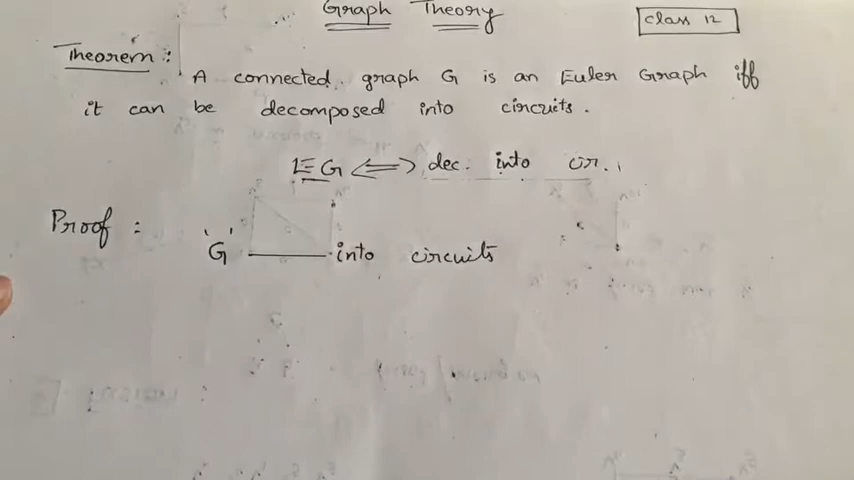 Graph Theory
Class 12
Theorem :
A connected graph G is an Euler Graph iff
it can be decomposed into circuits.
EG ⇔ dec. into cir.
Proof :
'G' ——— into circuits